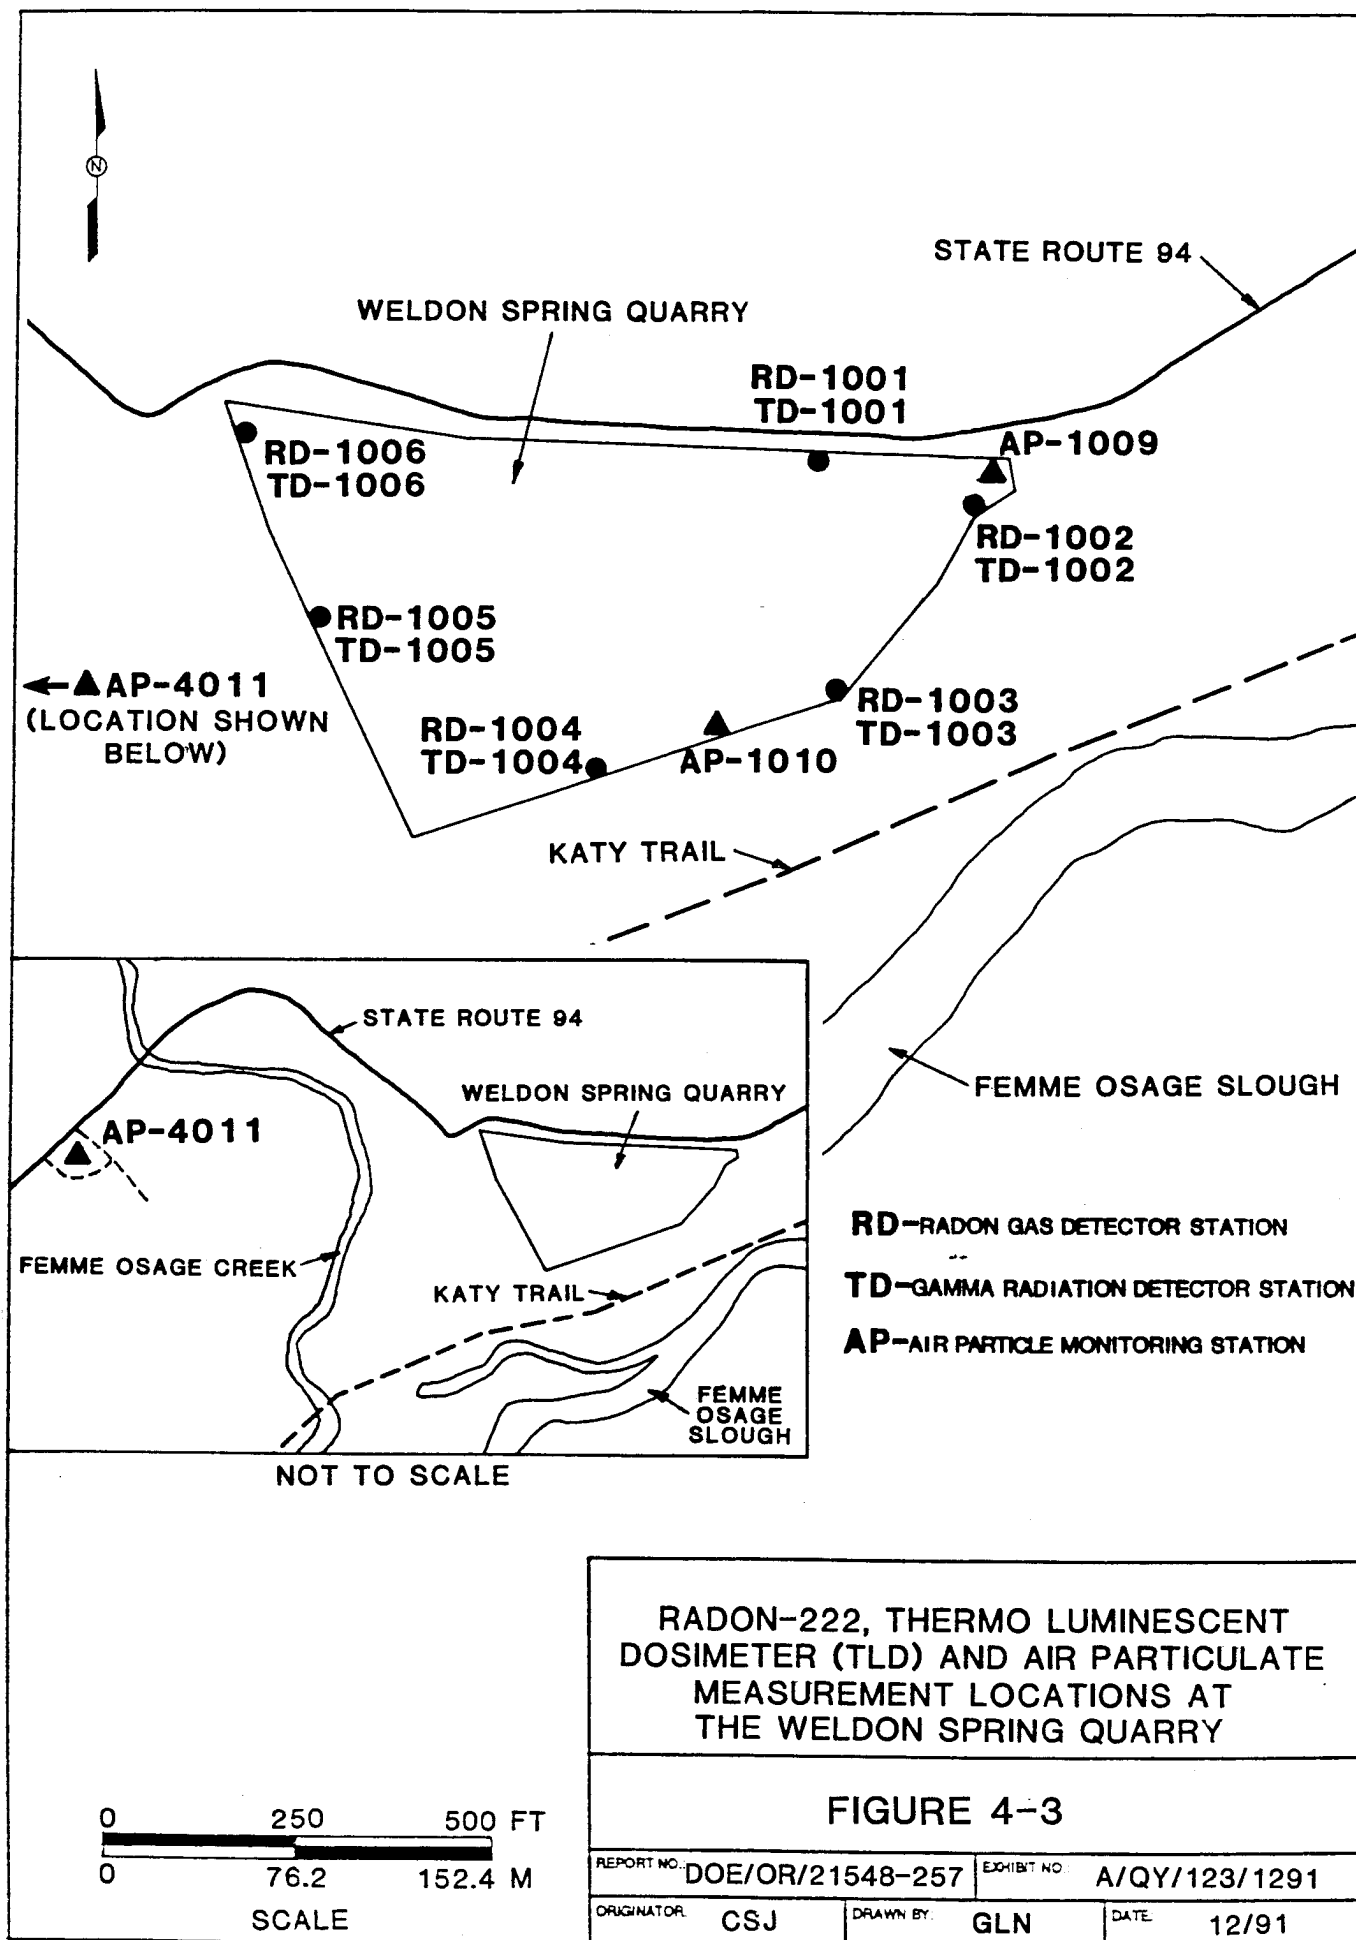 N
STATE ROUTE 94
WELDON SPRING QUARRY
RD-1001
TD-1001
AP-1009
RD-1006
TD-1006
RD-1002
TD-1002
RD-1005
TD-1005
AP-4011
(LOCATION SHOWN
BELOW)
RD-1003
TD-1003
RD-1004
TD-1004
AP-1010
KATY TRAIL
STATE ROUTE 94
WELDON SPRING QUARRY
FEMME OSAGE SLOUGH
AP-4011
FEMME OSAGE CREEK
KATY TRAIL
FEMME
OSAGE
SLOUGH
NOT TO SCALE
RD-RADON GAS DETECTOR STATION
TD-GAMMA RADIATION DETECTOR STATION
AP-AIR PARTICLE MONITORING STATION
RADON-222, THERMO LUMINESCENT
DOSIMETER (TLD) AND AIR PARTICULATE
MEASUREMENT LOCATIONS AT
THE WELDON SPRING QUARRY
FIGURE 4-3
0 250 500 FT
0 76.2 152.4 M
SCALE
REPORT NO.: DOE/OR/21548-257 EXHIBIT NO. A/QY/123/1291
ORIGINATOR CSJ DRAWN BY: GLN DATE 12/91